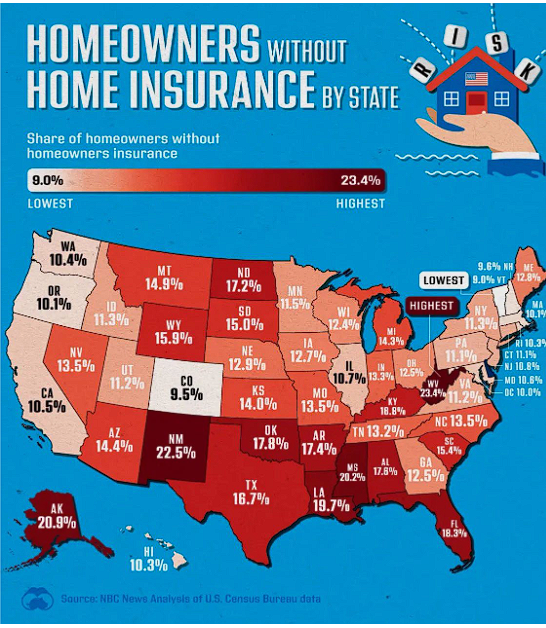 HOMEOWNERS WITHOUT
HOME INSURANCE BY STATE
R I S K
Share of homeowners without
homeowners insurance
9.0%
23.4%
LOWEST
HIGHEST
WA
10.4%
OR
10.1%
CA
10.5%
NV
13.5%
ID
11.3%
MT
14.9%
WY
15.9%
UT
11.2%
AZ
14.4%
CO
9.5%
NM
22.5%
ND
17.2%
SD
15.0%
NE
12.9%
KS
14.0%
OK
17.8%
TX
16.7%
MN
11.5%
IA
12.7%
MO
13.5%
AR
17.4%
LA
19.7%
WI
12.4%
IL
10.7%
MI
14.3%
IN
13.3%
OH
12.5%
KY
18.8%
TN 13.2%
MS
20.2%
AL
17.6%
GA
12.5%
FL
18.3%
SC
15.4%
NC 13.5%
VA
11.2%
WV
23.4%
HIGHEST
LOWEST
PA
11.1%
NY
11.3%
9.6% NH
9.0% VT
ME
12.8%
MA
10.1%
RI 10.3%
CT 11.1%
NJ 10.8%
MD 10.6%
DC 10.0%
AK
20.9%
HI
10.3%
Source: NBC News Analysis of U.S. Census Bureau data